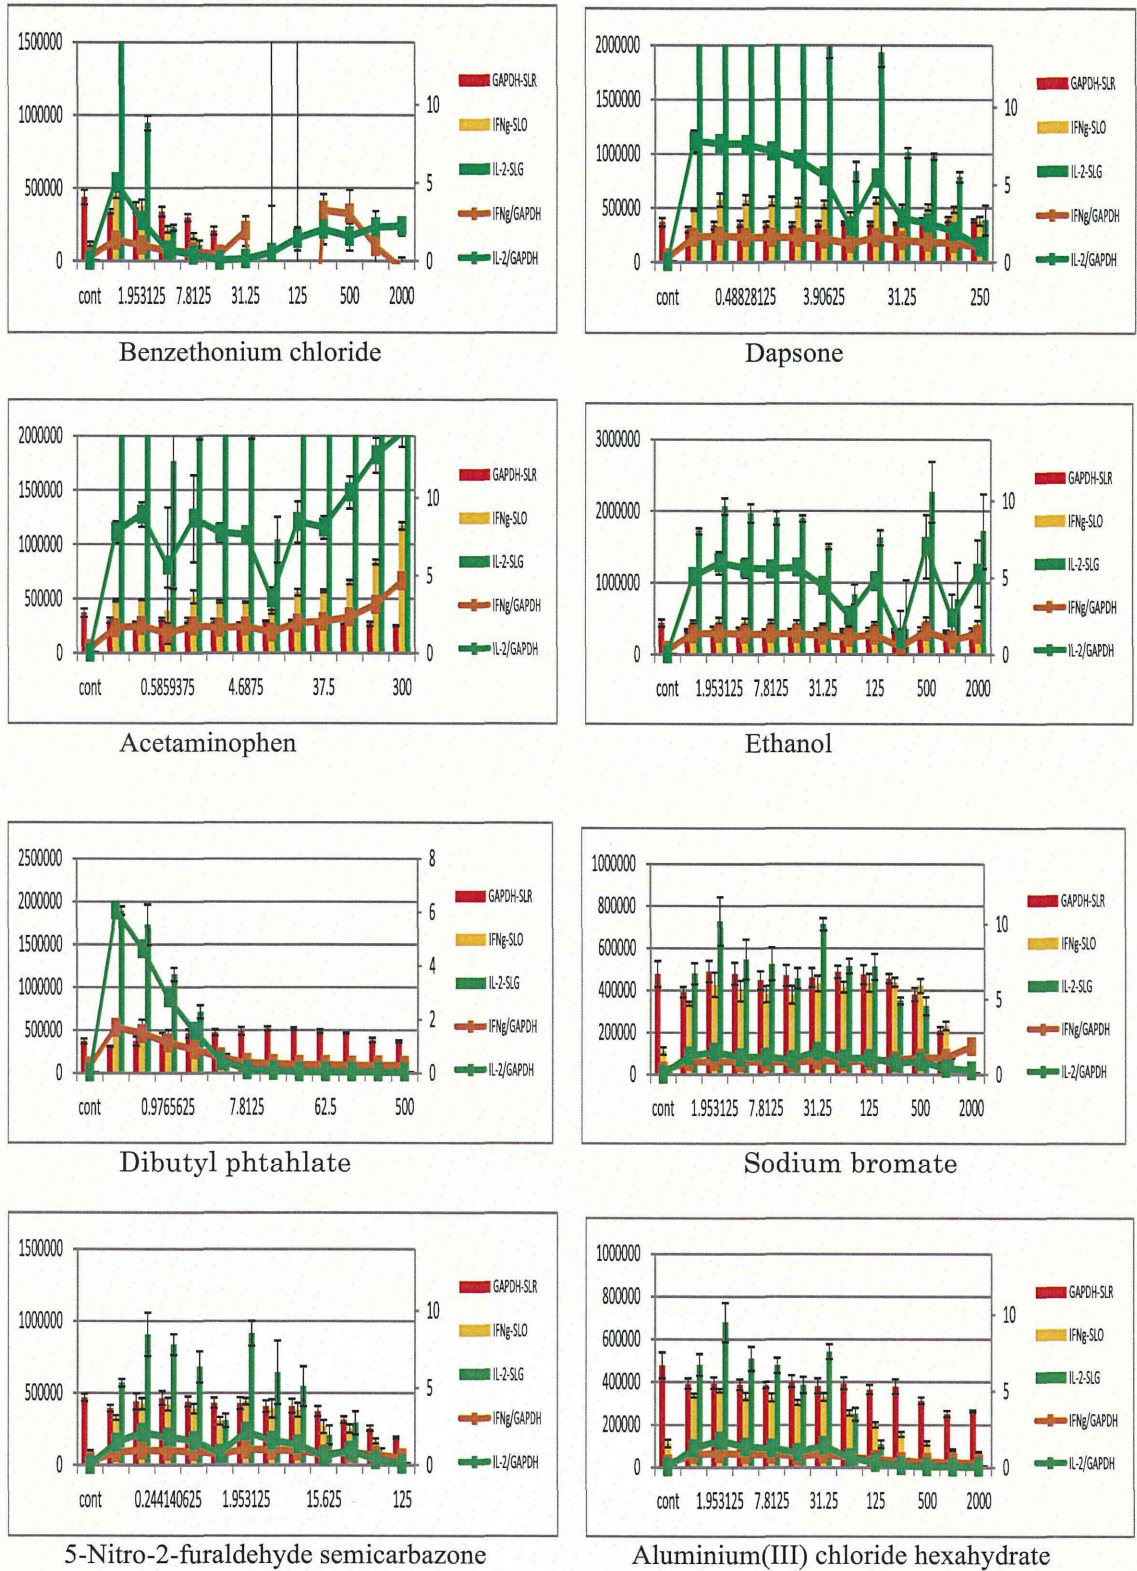 1500000
1000000
500000
0
10
5
0
cont 1.953125 7.8125 31.25 125 500 2000
GAPDH-SLR
IFNg-SLO
IL-2-SLG
IFNg/GAPDH
IL-2/GAPDH
Benzethonium chloride
2000000
1500000
1000000
500000
0
10
5
0
cont 0.48828125 3.90625 31.25 250
GAPDH-SLR
IFNg-SLO
IL-2-SLG
IFNg/GAPDH
IL-2/GAPDH
Dapsone
2000000
1500000
1000000
500000
0
10
5
0
cont 0.5859375 4.6875 37.5 300
GAPDH-SLR
IFNg-SLO
IL-2-SLG
IFNg/GAPDH
IL-2/GAPDH
Acetaminophen
3000000
2000000
1000000
0
10
5
0
cont 1.953125 7.8125 31.25 125 500 2000
GAPDH-SLR
IFNg-SLO
IL-2-SLG
IFNg/GAPDH
IL-2/GAPDH
Ethanol
2500000
2000000
1500000
1000000
500000
0
8
6
4
2
0
cont 0.9765625 7.8125 62.5 500
GAPDH-SLR
IFNg-SLO
IL-2-SLG
IFNg/GAPDH
IL-2/GAPDH
Dibutyl phtahlate
1000000
800000
600000
400000
200000
0
10
5
0
cont 1.953125 7.8125 31.25 125 500 2000
GAPDH-SLR
IFNg-SLO
IL-2-SLG
IFNg/GAPDH
IL-2/GAPDH
Sodium bromate
1500000
1000000
500000
0
10
5
0
cont 0.244140625 1.953125 15.625 125
GAPDH-SLR
IFNg-SLO
IL-2-SLG
IFNg/GAPDH
IL-2/GAPDH
5-Nitro-2-furaldehyde semicarbazone
1000000
800000
600000
400000
200000
0
10
5
0
cont 1.953125 7.8125 31.25 125 500 2000
GAPDH-SLR
IFNg-SLO
IL-2-SLG
IFNg/GAPDH
IL-2/GAPDH
Aluminium(III) chloride hexahydrate